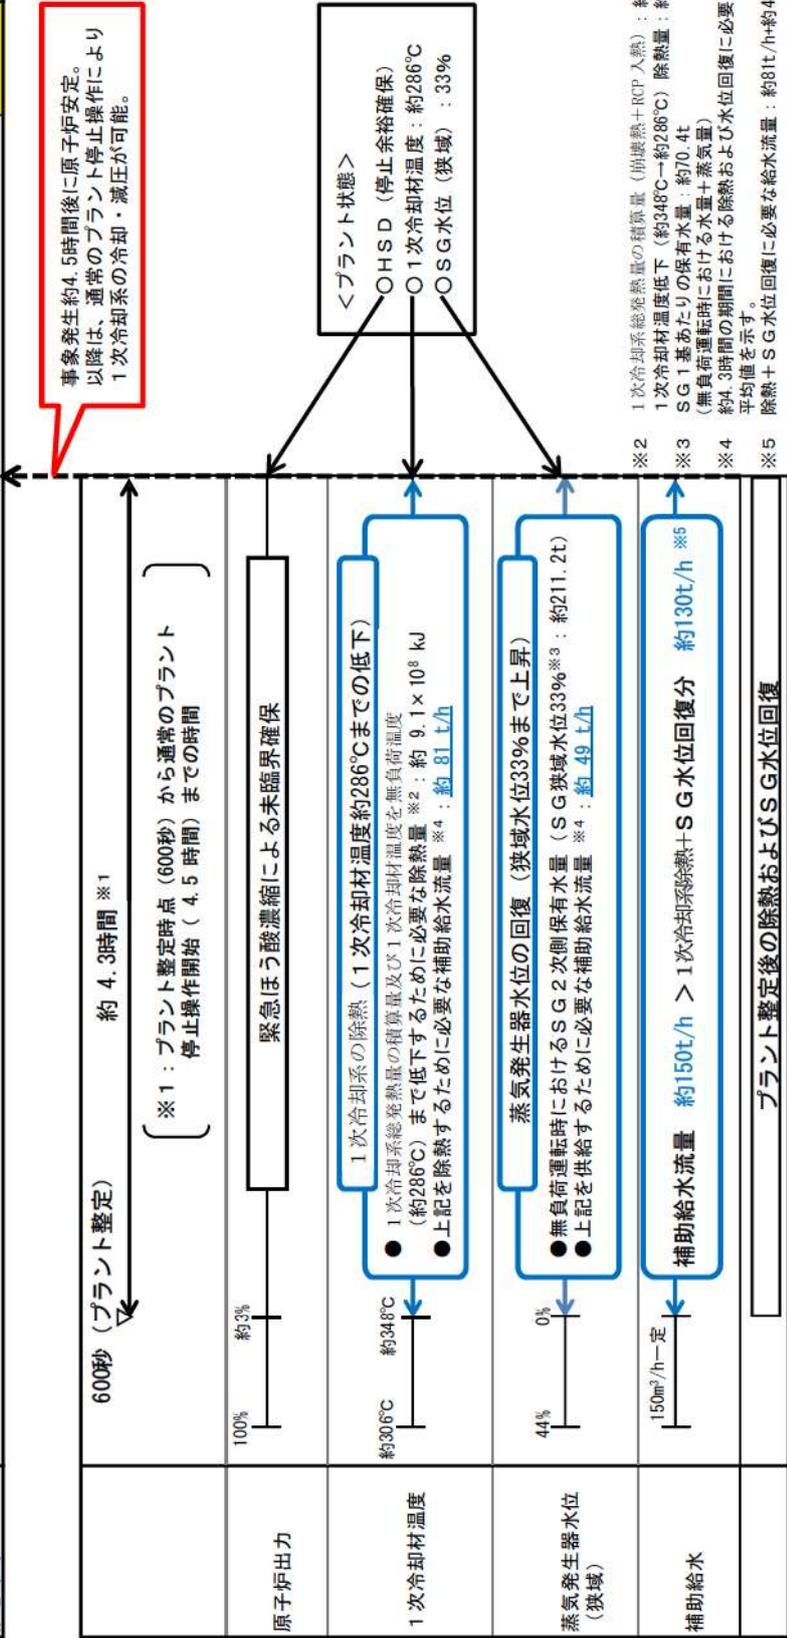 事象発生約4.5時間後に原子炉安定。
以降は、通常のプラント停止操作により
1次冷却系の冷却・減圧が可能。
600秒（プラント整定）
約 4.3時間 ※1
※1：プラント整定時点（600秒）から通常のプラント
停止操作開始（ 4.5 時間）までの時間
＜プラント状態＞
○HSD（停止余裕確保）
○1次冷却材温度：約286℃
○SG水位（狭域）：33%
原子炉出力
100%
約3%
緊急ほう酸濃縮による未臨界確保
1次冷却材温度
約306℃
約348℃
1次冷却系の除熱（1次冷却材温度約286℃までの低下）
● 1次冷却系総発熱量の積算量及び1次冷却材温度を無負荷温度
（約286℃）まで低下するために必要な除熱量 ※2：約 9.1×10⁸ kJ
●上記を除熱するために必要な補助給水流量 ※4：約 81 t/h
蒸気発生器水位
（狭域）
44%
0%
蒸気発生器水位の回復（狭域水位33%まで上昇）
●無負荷運転時におけるSG2次側保有水量（SG狭域水位33%※3：約211.2t）
●上記を供給するために必要な補助給水流量 ※4：約 49 t/h
補助給水
150m³/h一定
補助給水流量 約150t/h ＞1次冷却系除熱＋SG水位回復分 約130t/h ※5
プラント整定後の除熱およびSG水位回復
※2 1次冷却系総発熱量の積算量（崩壊熱＋RCP入熱）：
1次冷却材温度低下（約348℃→約286℃）除熱量：
※3 SG1基あたりの保有水量：約70.4t
（無負荷運転時における水量＋蒸気量）
※4 約4.3時間の期間における除熱および水位回復に必要
平均値を示す。
※5 除熱＋SG水位回復に必要な給水流量：約81t/h+約4